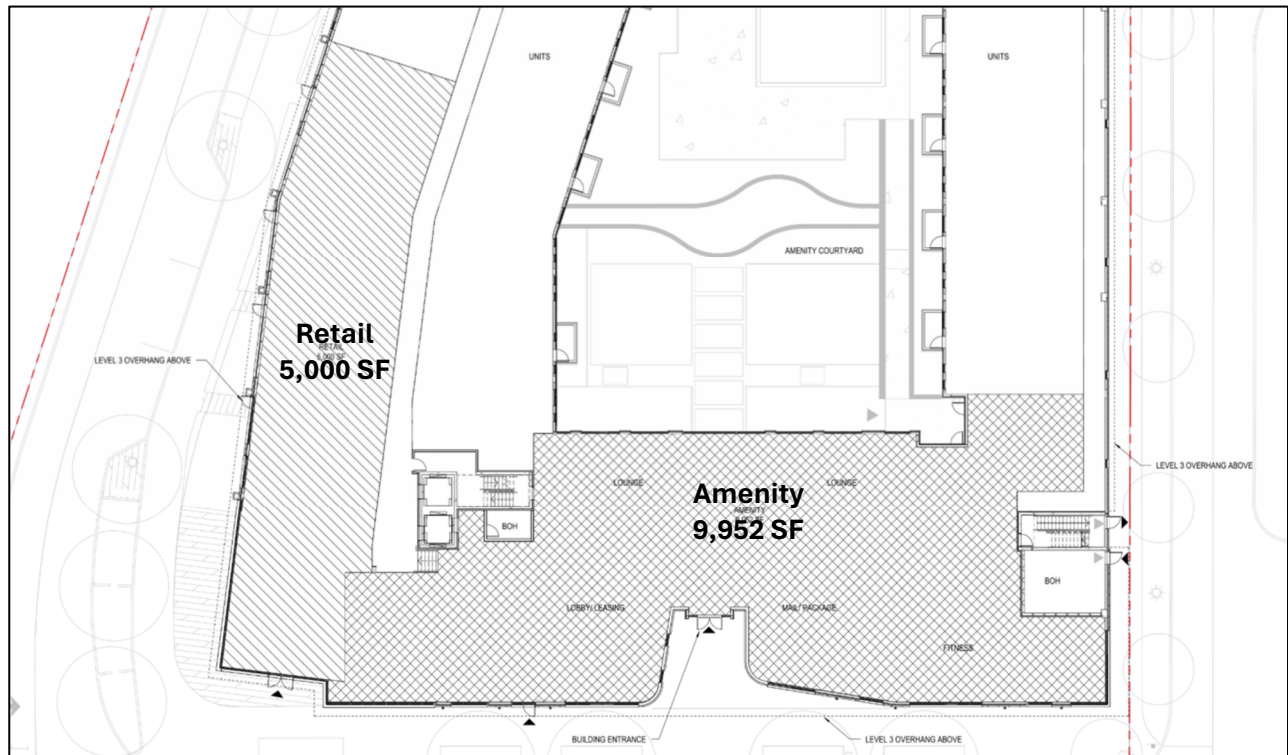 UNITS
UNITS
AMENITY COURTYARD
Retail
5,000 SF
LEVEL 3 OVERHANG ABOVE
LEVEL 3 OVERHANG ABOVE
LOUNGE
LOUNGE
Amenity
9,952 SF
BOH
BOH
LOBBY/ LEASING
MAIL/ PACKAGE
FITNESS
BUILDING ENTRANCE
LEVEL 3 OVERHANG ABOVE